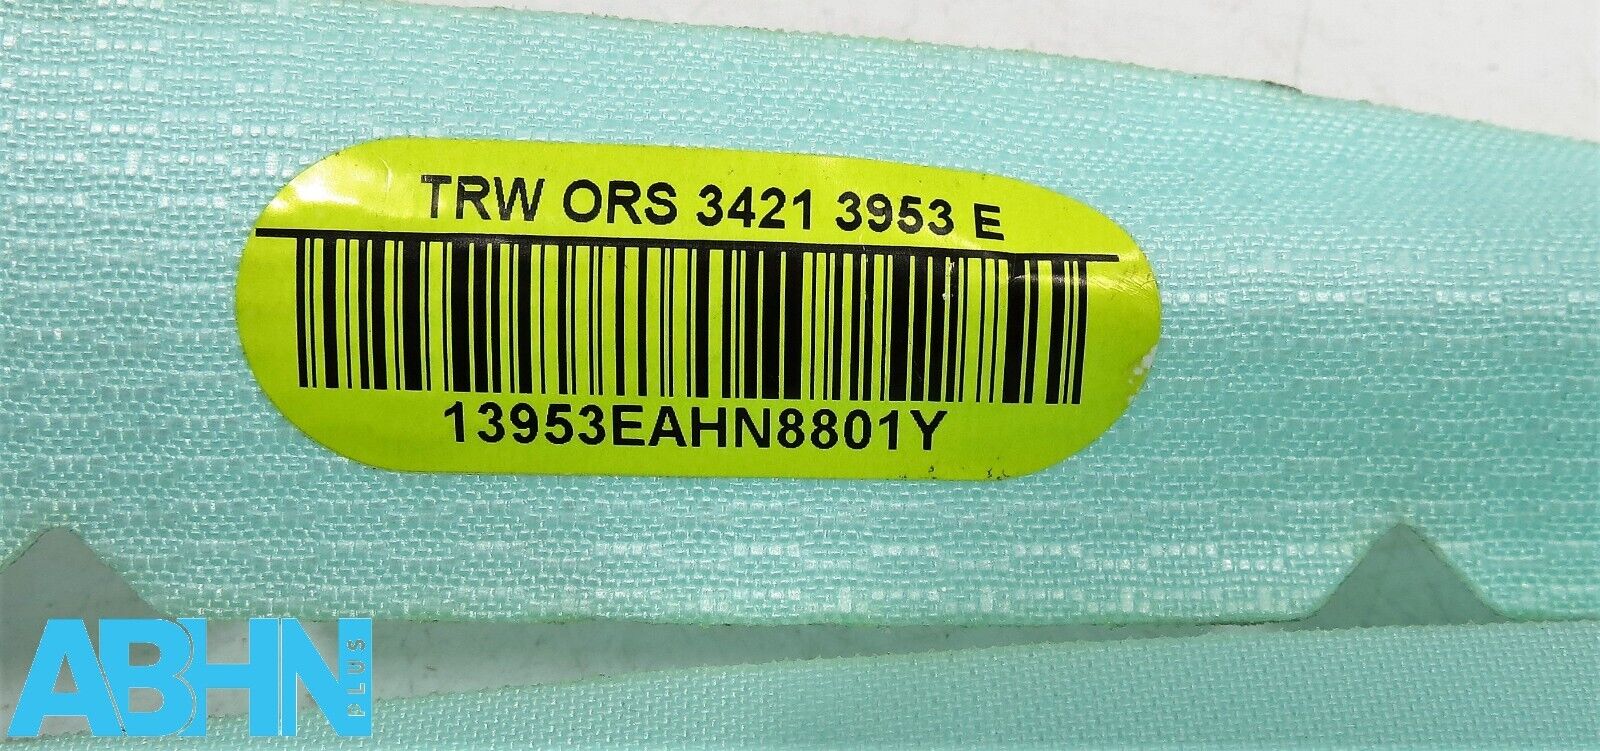 TRW ORS 3421 3953 E
13953EAHN8801Y
ABHN
PLUS